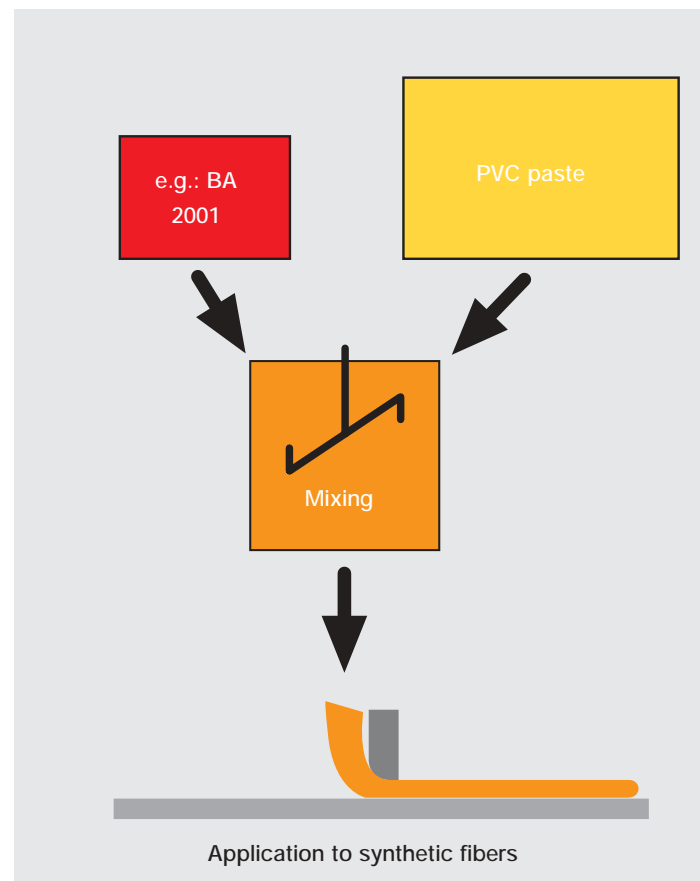 e.g.: BA
2001
PVC paste
Mixing
Application to synthetic fibers